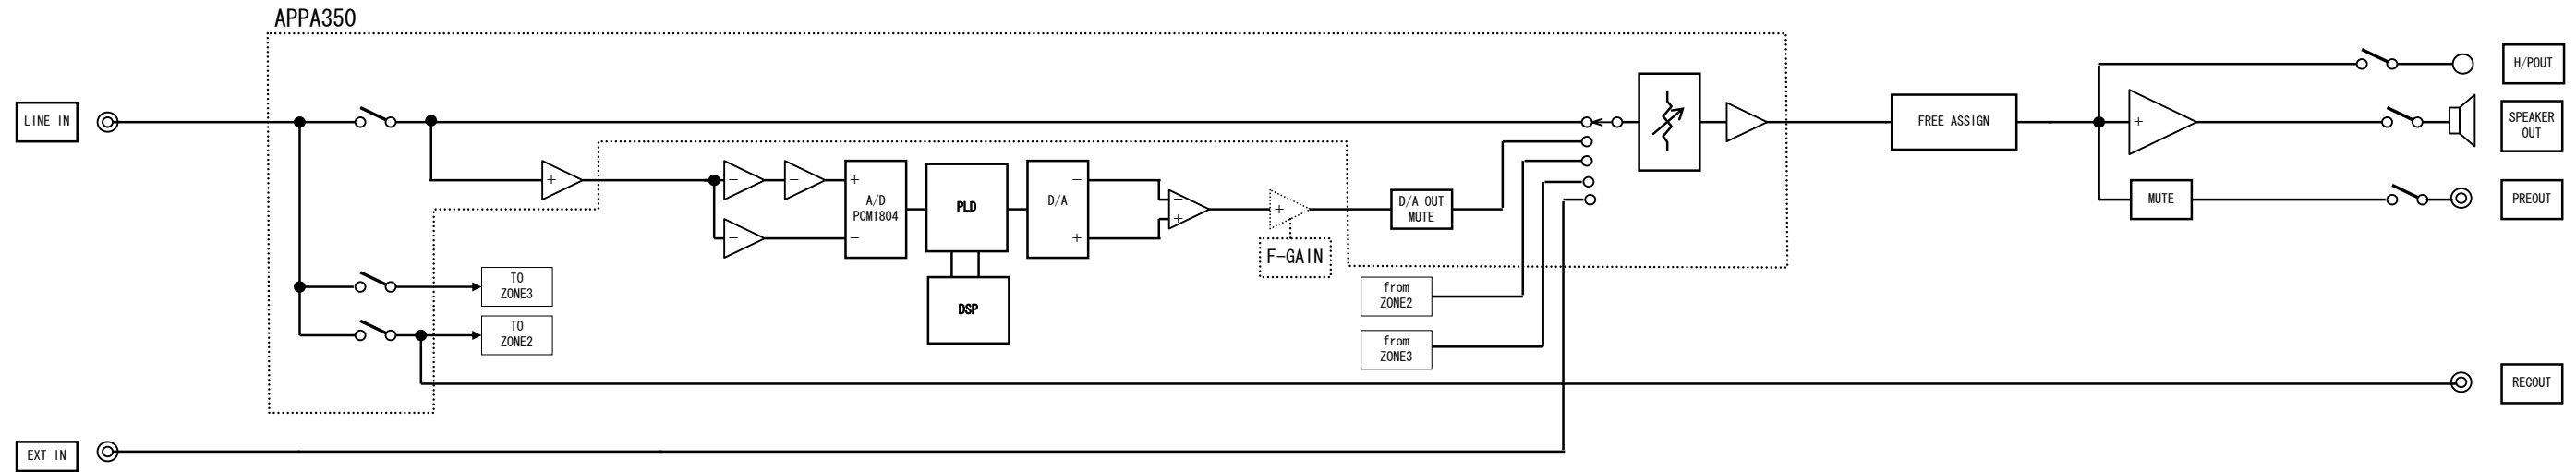 APPA350
H/POUT
LINE IN
FREE ASSIGN
+
SPEAKER
OUT
+
−
−
+
A/D
PCM1804
−
−
PLD
D/A
−
+
−
+
+
F-GAIN
D/A OUT
MUTE
MUTE
PREOUT
DSP
TO
ZONE3
TO
ZONE2
from
ZONE2
from
ZONE3
RECOUT
EXT IN